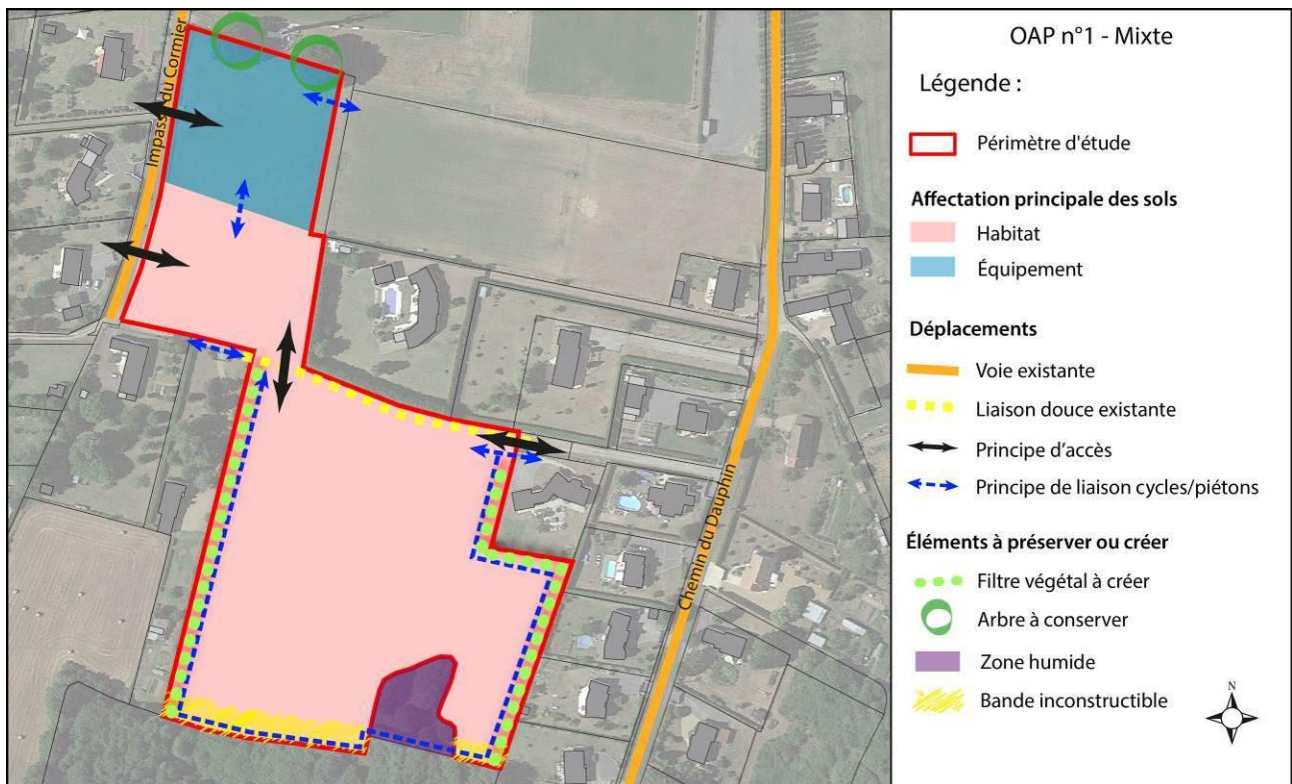 Impasse du Cormier
Chemin du Dauphin
OAP n°1 - Mixte
Légende :
Périmètre d'étude
Affectation principale des sols
Habitat
Équipement
Déplacements
Voie existante
Liaison douce existante
Principe d'accès
Principe de liaison cycles/piétons
Éléments à préserver ou créer
Filtre végétal à créer
Arbre à conserver
Zone humide
Bande inconstructible
N